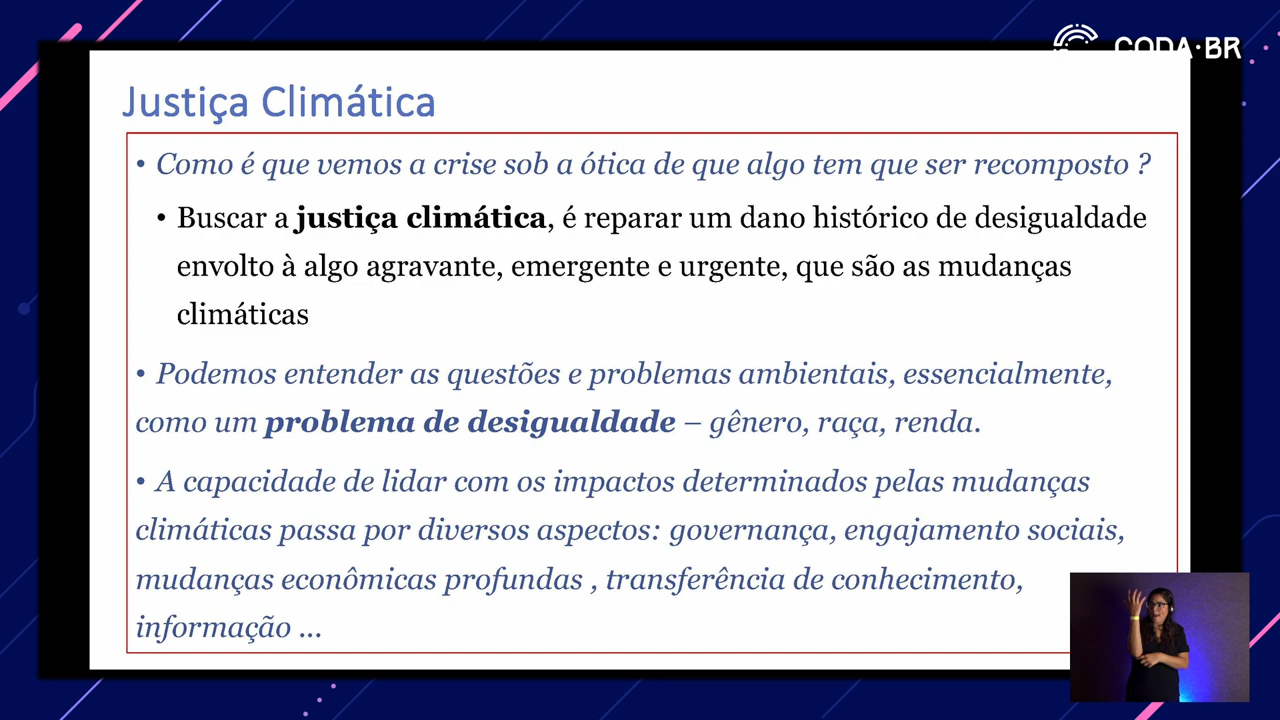 CODA·BR
Justiça Climática
• Como é que vemos a crise sob a ótica de que algo tem que ser recomposto ?
• Buscar a justiça climática, é reparar um dano histórico de desigualdade
envolto à algo agravante, emergente e urgente, que são as mudanças
climáticas
• Podemos entender as questões e problemas ambientais, essencialmente,
como um problema de desigualdade – gênero, raça, renda.
• A capacidade de lidar com os impactos determinados pelas mudanças
climáticas passa por diversos aspectos: governança, engajamento sociais,
mudanças econômicas profundas , transferência de conhecimento,
informação ...